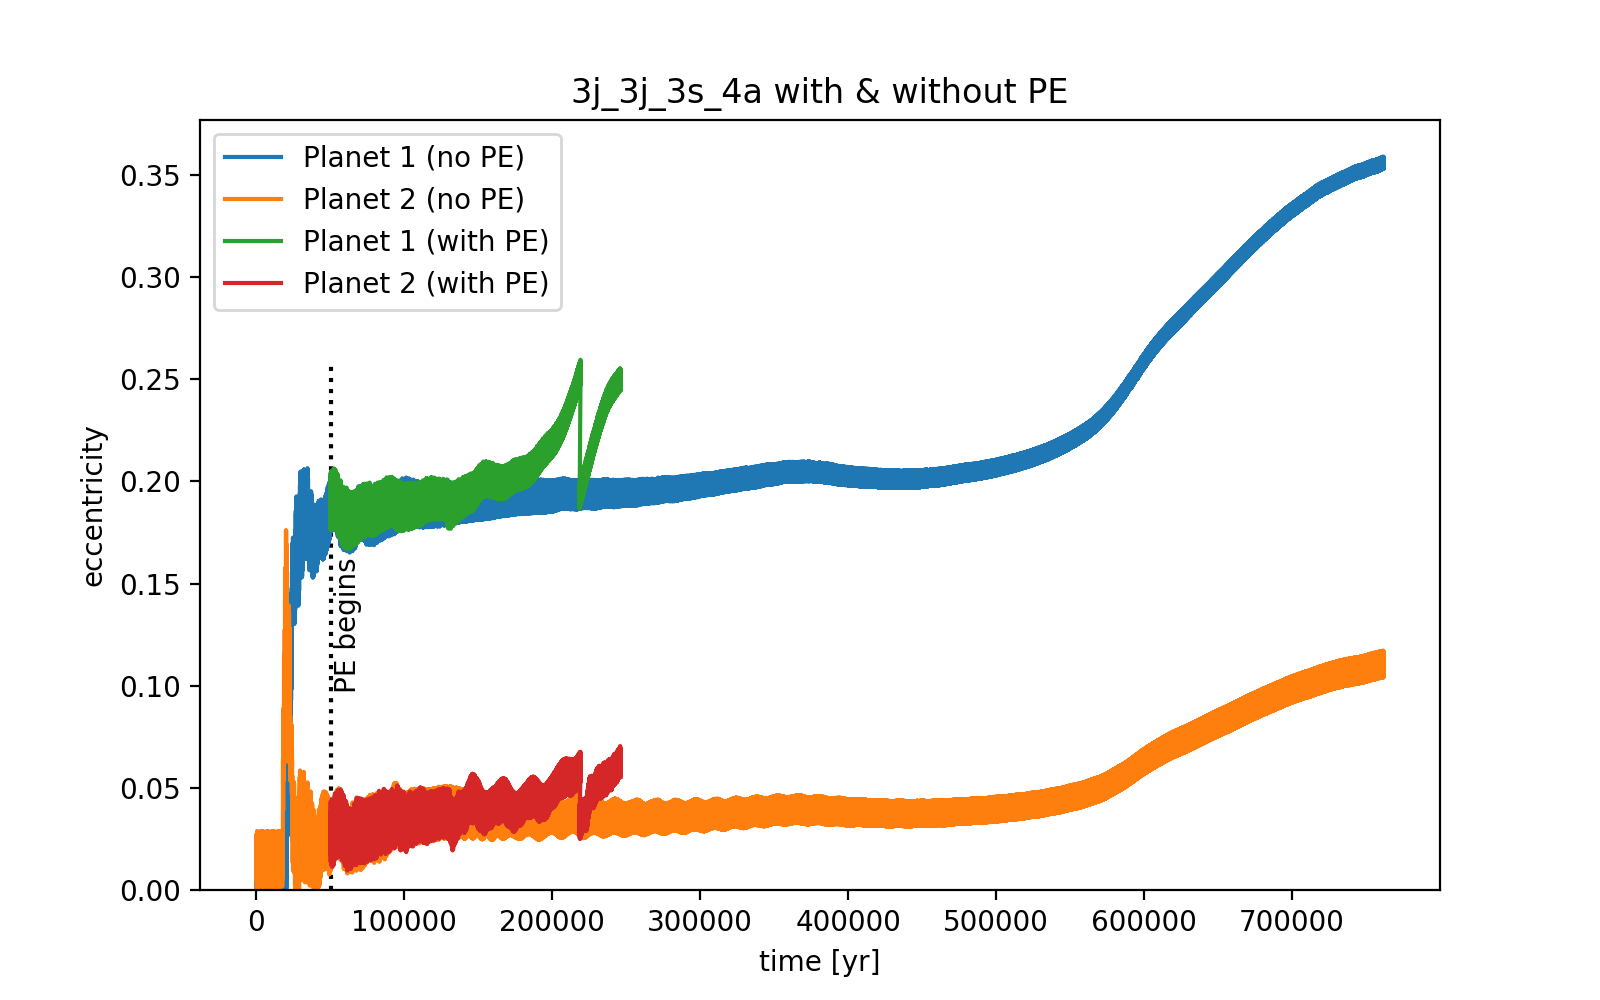 3j_3j_3s_4a with & without PE
Planet 1 (no PE)
Planet 2 (no PE)
Planet 1 (with PE)
Planet 2 (with PE)
0.35
0.30
0.25
0.20
0.15
0.10
0.05
0.00
eccentricity
PE begins
0 100000 200000 300000 400000 500000 600000 700000
time [yr]